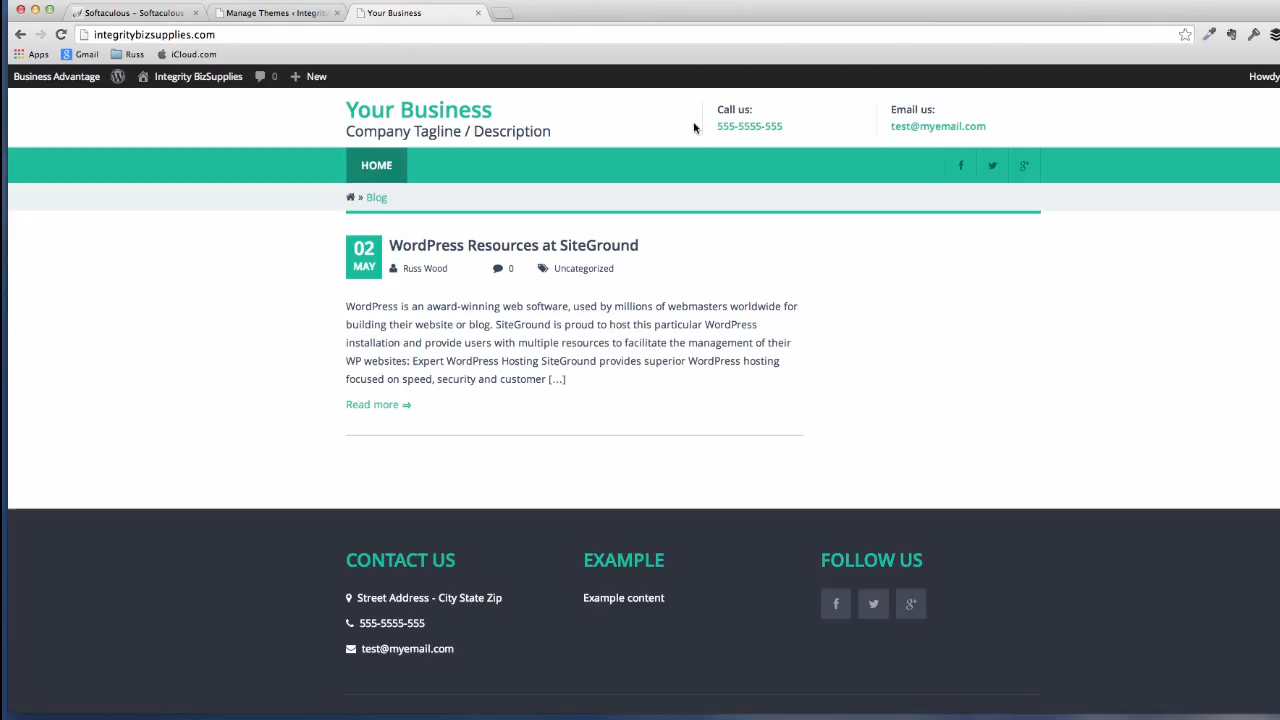 Softaculous - Softaculous
Manage Themes ‹ Integrit
Your Business
integritybizsupplies.com
Apps Gmail Russ iCloud.com
Business Advantage Integrity BizSupplies 0 New Howdy
Your Business
Company Tagline / Description
Call us:
555-5555-555
Email us:
test@myemail.com
HOME
» Blog
02
MAY
WordPress Resources at SiteGround
Russ Wood 0 Uncategorized
WordPress is an award-winning web software, used by millions of webmasters worldwide for
building their website or blog. SiteGround is proud to host this particular WordPress
installation and provide users with multiple resources to facilitate the management of their
WP websites: Expert WordPress Hosting SiteGround provides superior WordPress hosting
focused on speed, security and customer […]
Read more ⇒
CONTACT US
Street Address - City State Zip
555-5555-555
test@myemail.com
EXAMPLE
Example content
FOLLOW US